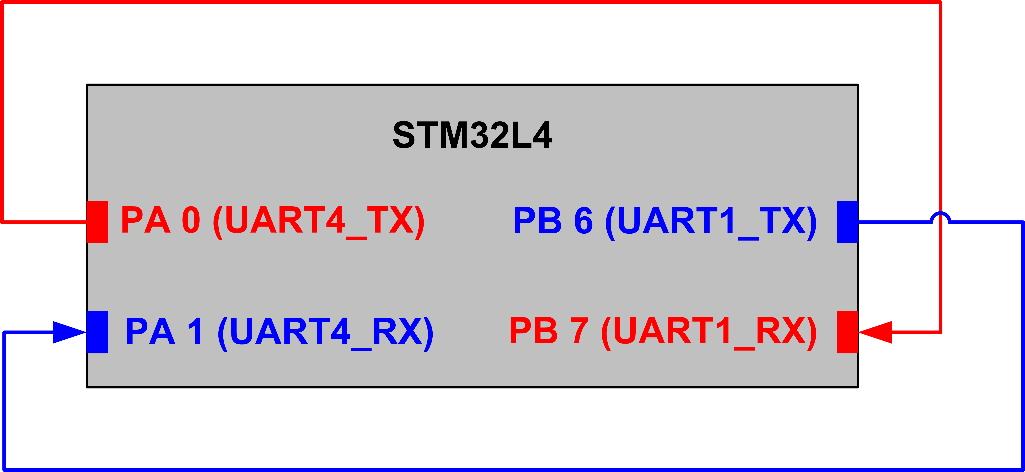 STM32L4
PA 0 (UART4_TX)
PB 6 (UART1_TX)
PA 1 (UART4_RX)
PB 7 (UART1_RX)